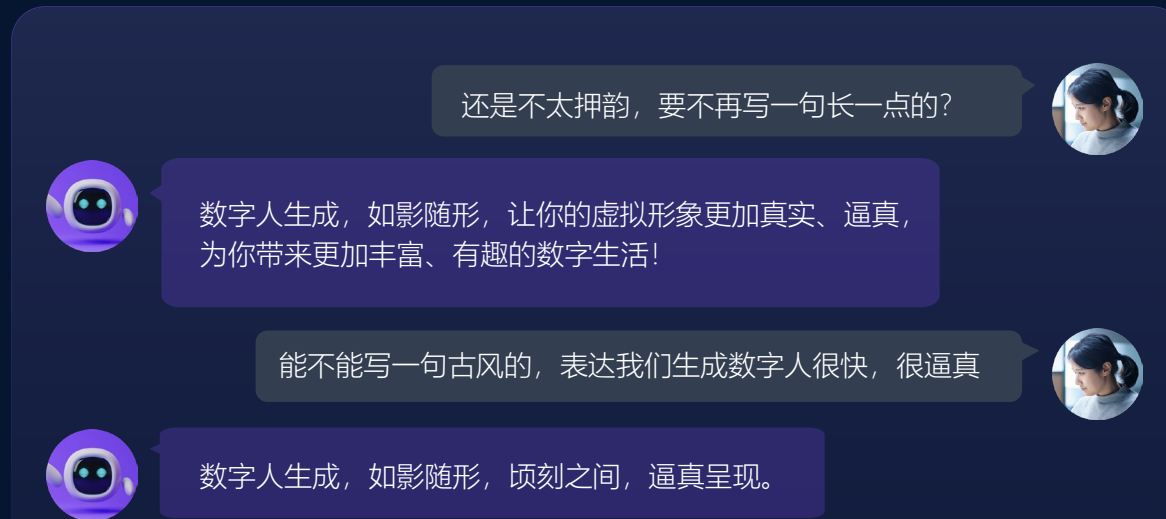 还是不太押韵，要不再写一句长一点的？
数字人生成，如影随形，让你的虚拟形象更加真实、逼真，
为你带来更加丰富、有趣的数字生活！
能不能写一句古风的，表达我们生成数字人很快，很逼真
数字人生成，如影随形，顷刻之间，逼真呈现。